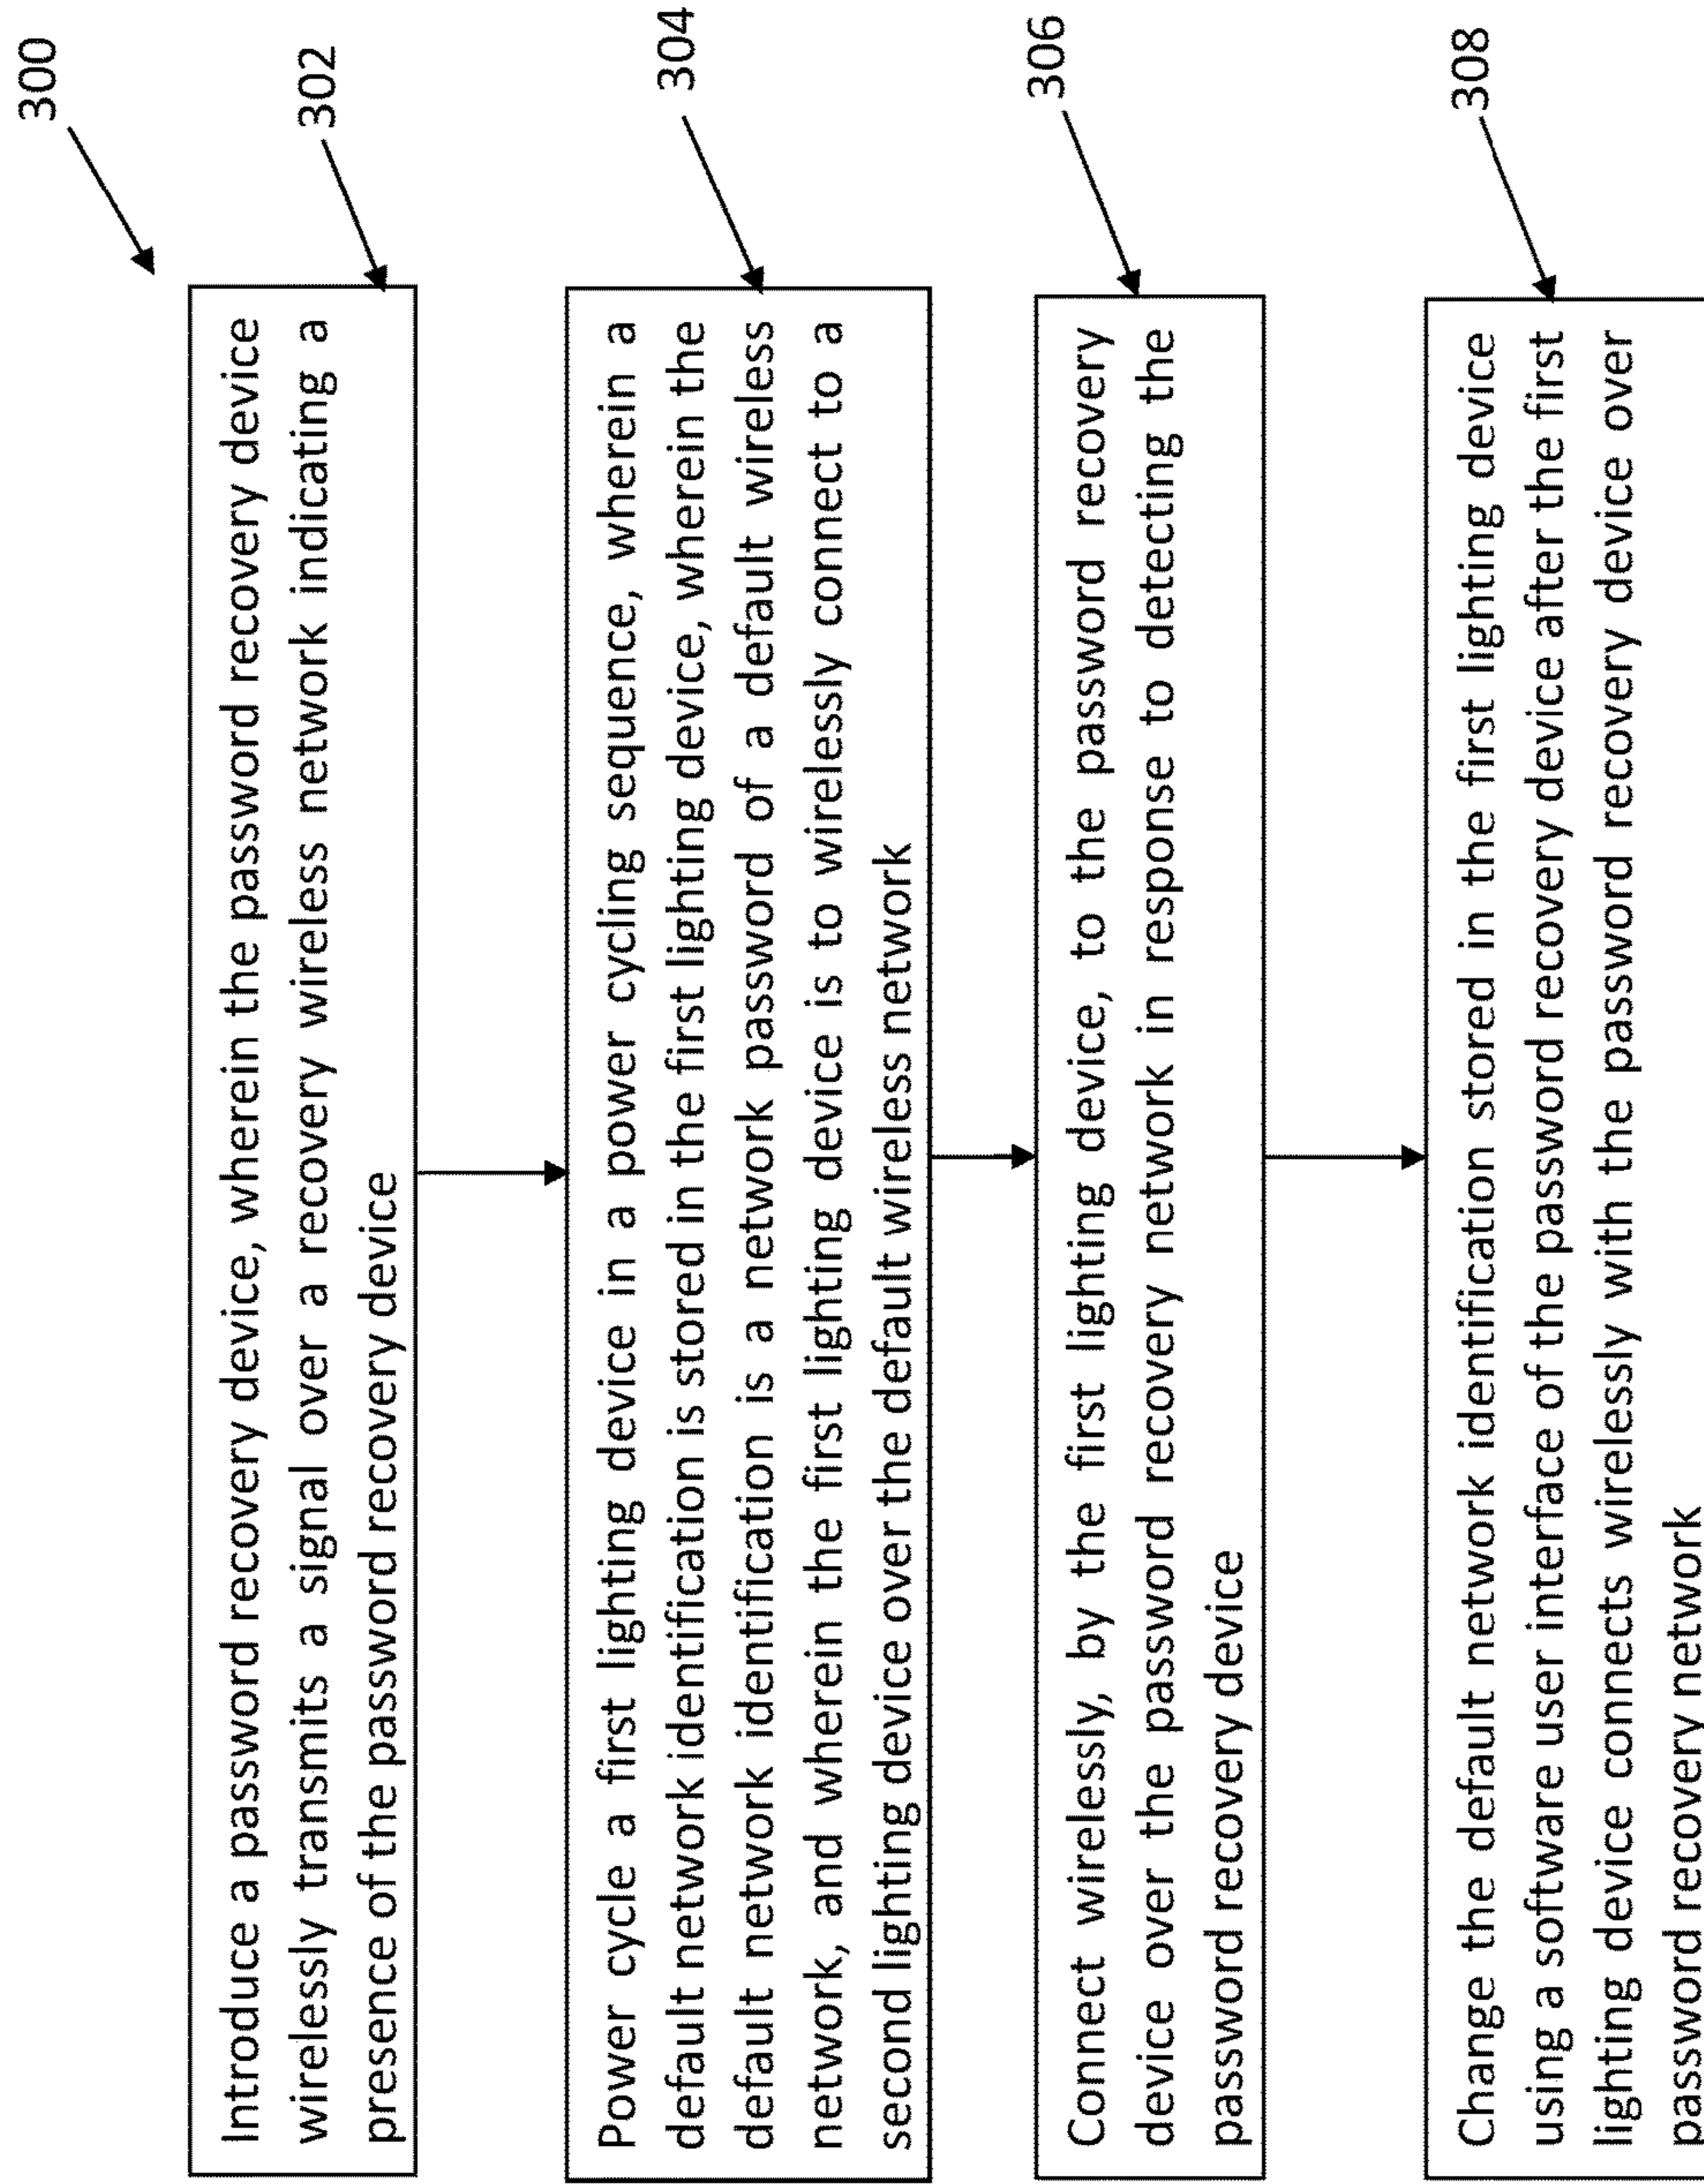 300
302
Introduce a password recovery device, wherein the password recovery device
wirelessly transmits a signal over a recovery wireless network indicating a
presence of the password recovery device
304
Power cycle a first lighting device in a power cycling sequence, wherein a
default network identification is stored in the first lighting device, wherein the
default network identification is a network password of a default wireless
network, and wherein the first lighting device is to wirelessly connect to a
second lighting device over the default wireless network
306
Connect wirelessly, by the first lighting device, to the password recovery
device over the password recovery network in response to detecting the
password recovery device
308
Change the default network identification stored in the first lighting device
using a software user interface of the password recovery device after the first
lighting device connects wirelessly with the password recovery device over
password recovery network